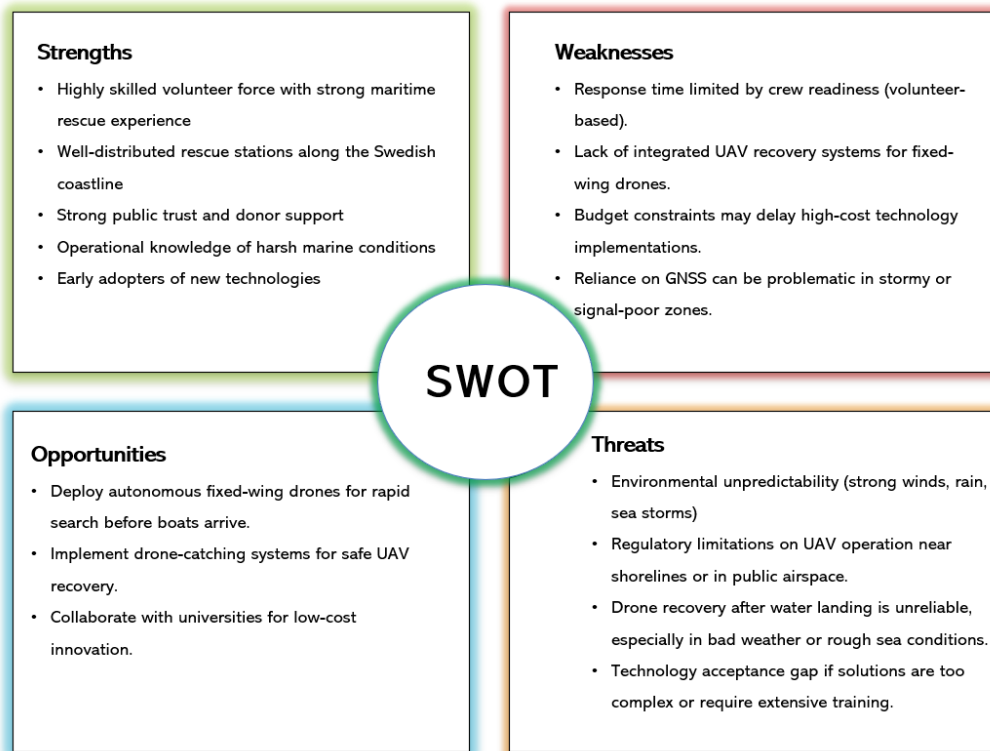 Strengths
• Highly skilled volunteer force with strong maritime
rescue experience
• Well-distributed rescue stations along the Swedish
coastline
• Strong public trust and donor support
• Operational knowledge of harsh marine conditions
• Early adopters of new technologies
Weaknesses
• Response time limited by crew readiness (volunteer-
based).
• Lack of integrated UAV recovery systems for fixed-
wing drones.
• Budget constraints may delay high-cost technology
implementations.
• Reliance on GNSS can be problematic in stormy or
signal-poor zones.
SWOT
Opportunities
• Deploy autonomous fixed-wing drones for rapid
search before boats arrive.
• Implement drone-catching systems for safe UAV
recovery.
• Collaborate with universities for low-cost
innovation.
Threats
• Environmental unpredictability (strong winds, rain,
sea storms)
• Regulatory limitations on UAV operation near
shorelines or in public airspace.
• Drone recovery after water landing is unreliable,
especially in bad weather or rough sea conditions.
• Technology acceptance gap if solutions are too
complex or require extensive training.